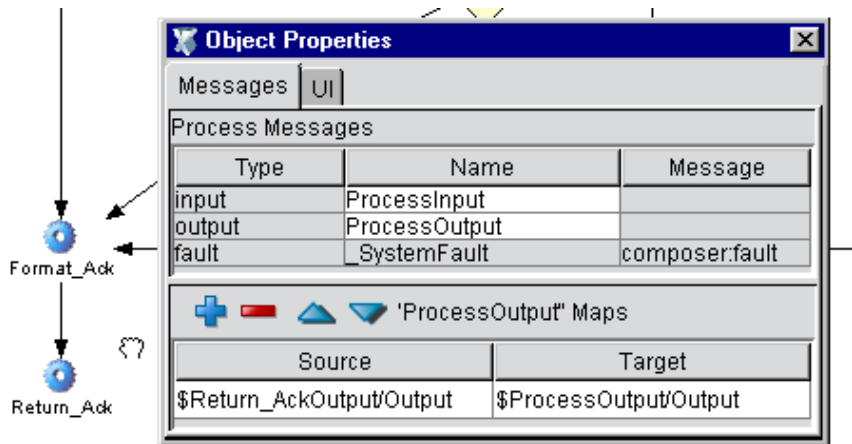 Object Properties
Messages UI
Process Messages
Type Name Message
input ProcessInput
output ProcessOutput
fault _SystemFault composer:fault
Format_Ack
'ProcessOutput" Maps
Source Target
$Return_AckOutput/Output $ProcessOutput/Output
Return_Ack